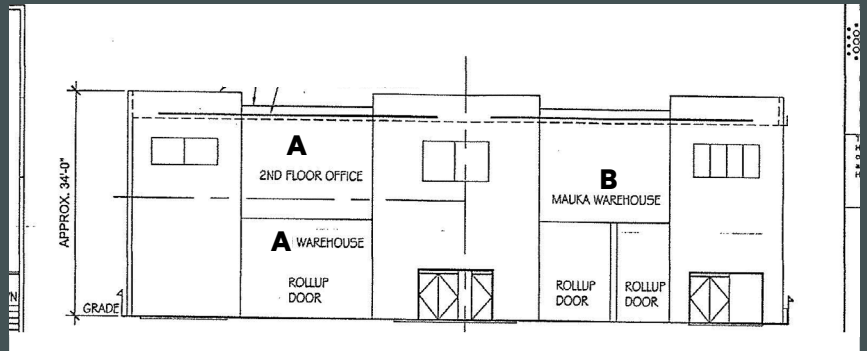 A
2ND FLOOR OFFICE
B
MAUKA WAREHOUSE
A WAREHOUSE
ROLLUP
DOOR
ROLLUP
DOOR
ROLLUP
DOOR
APPROX. 34'-0"
GRADE